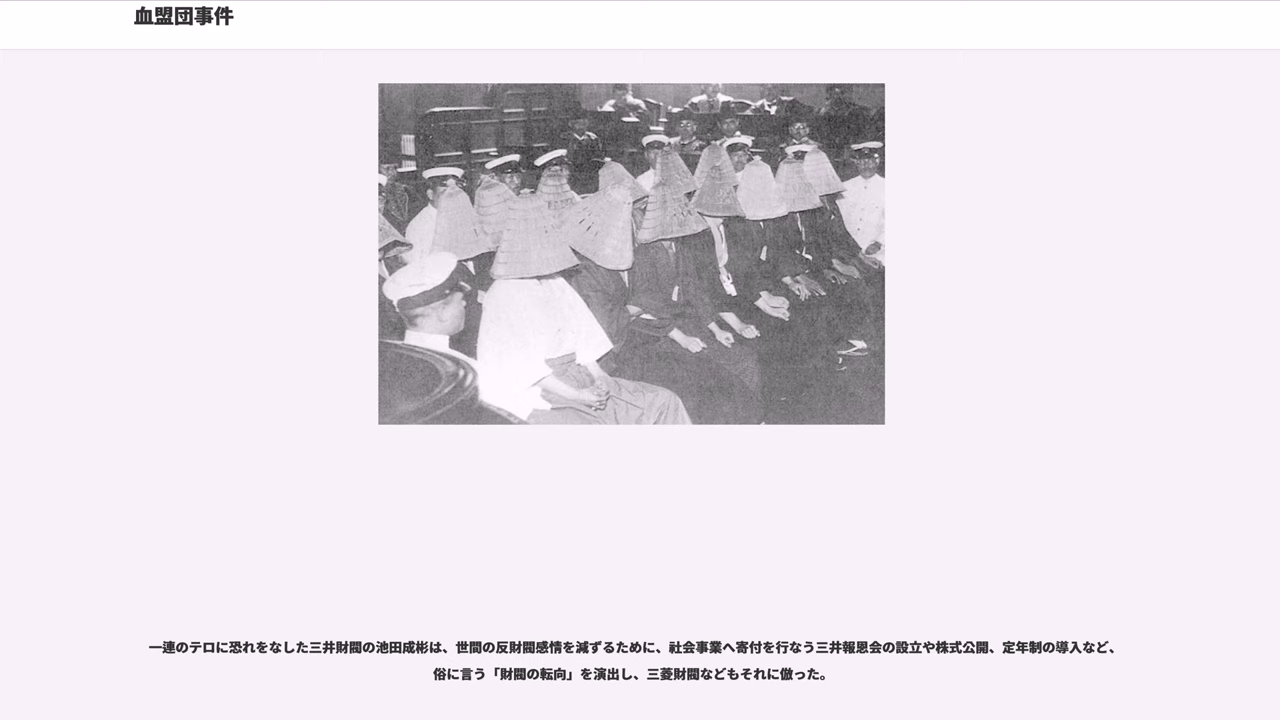 血盟団事件
一連のテロに恐れをなした三井財閥の池田成彬は、世間の反財閥感情を減ずるために、社会事業へ寄付を行なう三井報恩会の設立や株式公開、定年制の導入など、
俗に言う「財閥の転向」を演出し、三菱財閥などもそれに倣った。